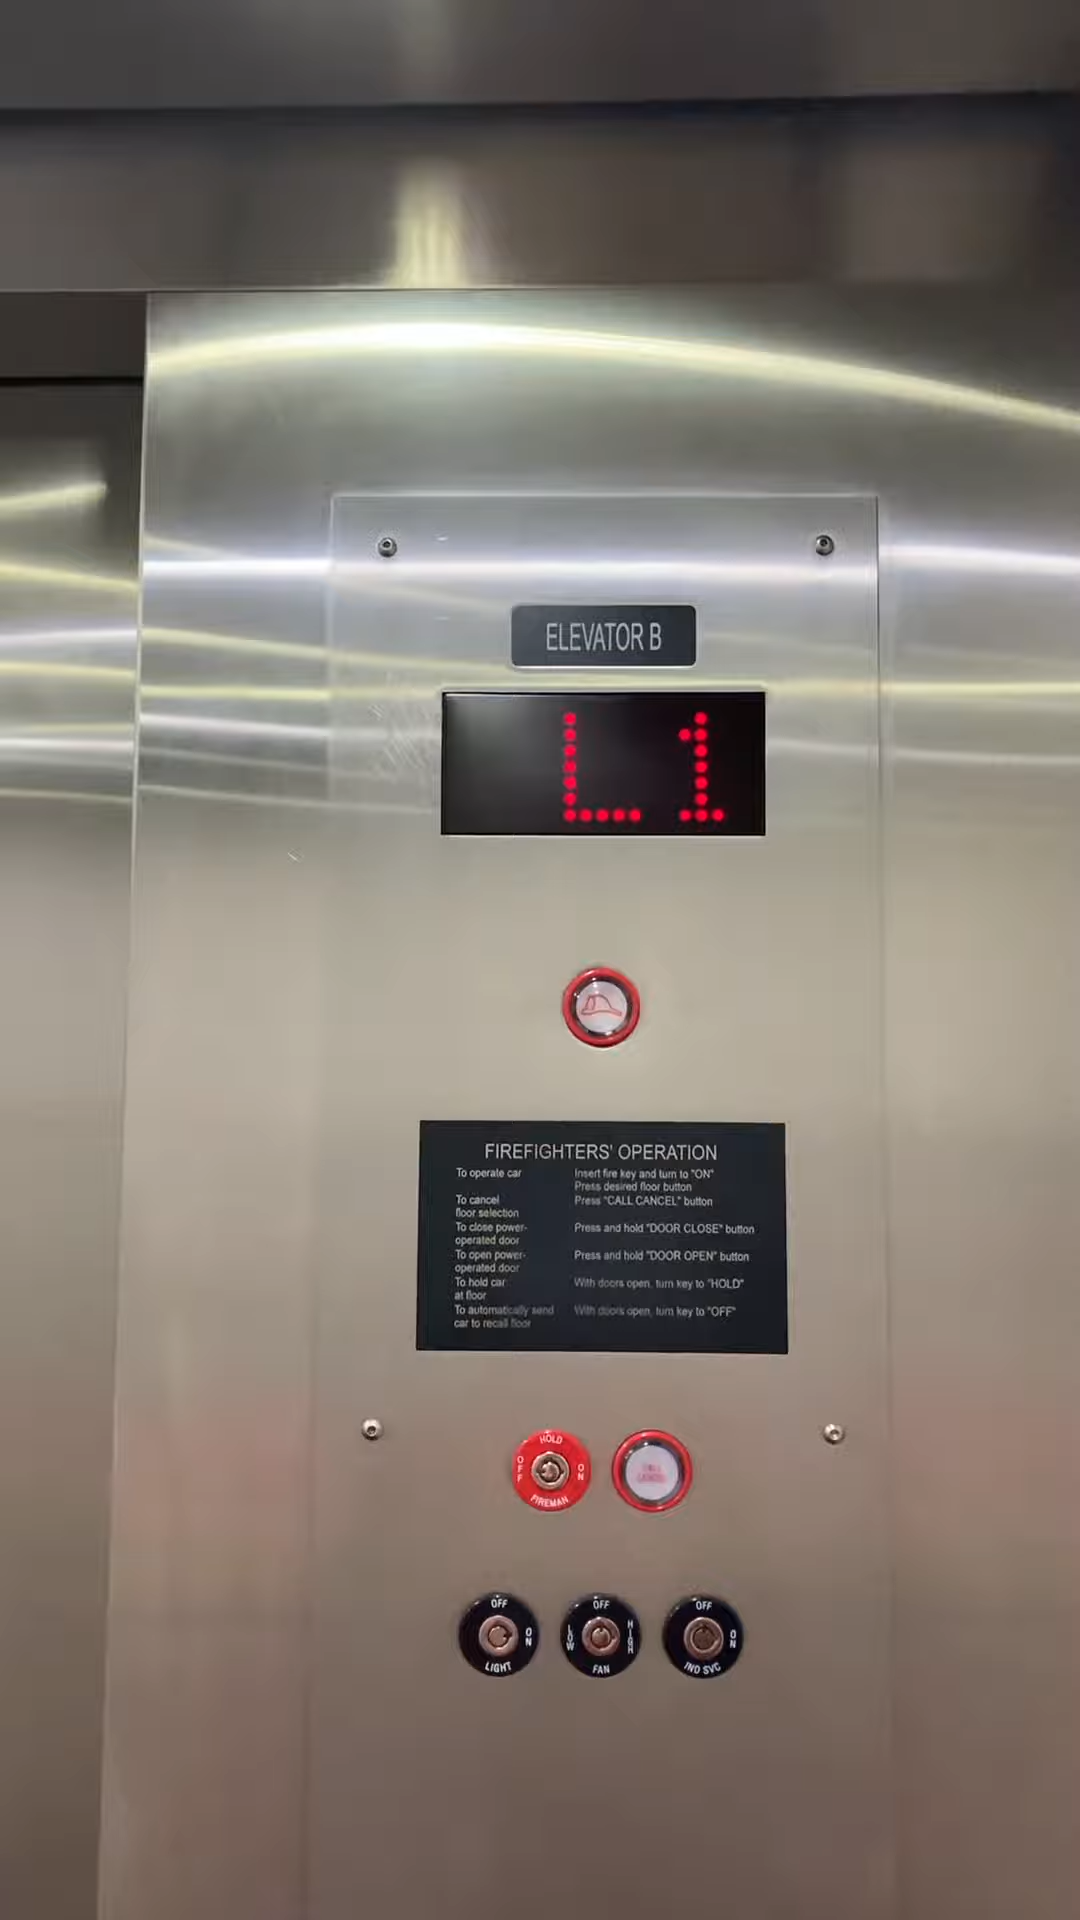 ELEVATOR B
L1
FIREFIGHTERS' OPERATION
To operate car Insert fire key and turn to "ON"
Press desired floor button
To cancel Press "CALL CANCEL" button
floor selection
To close power- Press and hold "DOOR CLOSE" button
operated door
To open power- Press and hold "DOOR OPEN" button
operated door
To hold car With doors open, turn key to "HOLD"
at floor
To automatically send With doors open, turn key to "OFF"
car to recall floor
HOLD
OFF ON
FIREMAN
CALL
CANCEL
OFF OFF OFF
ON LOW HIGH ON
LIGHT FAN IND SVC